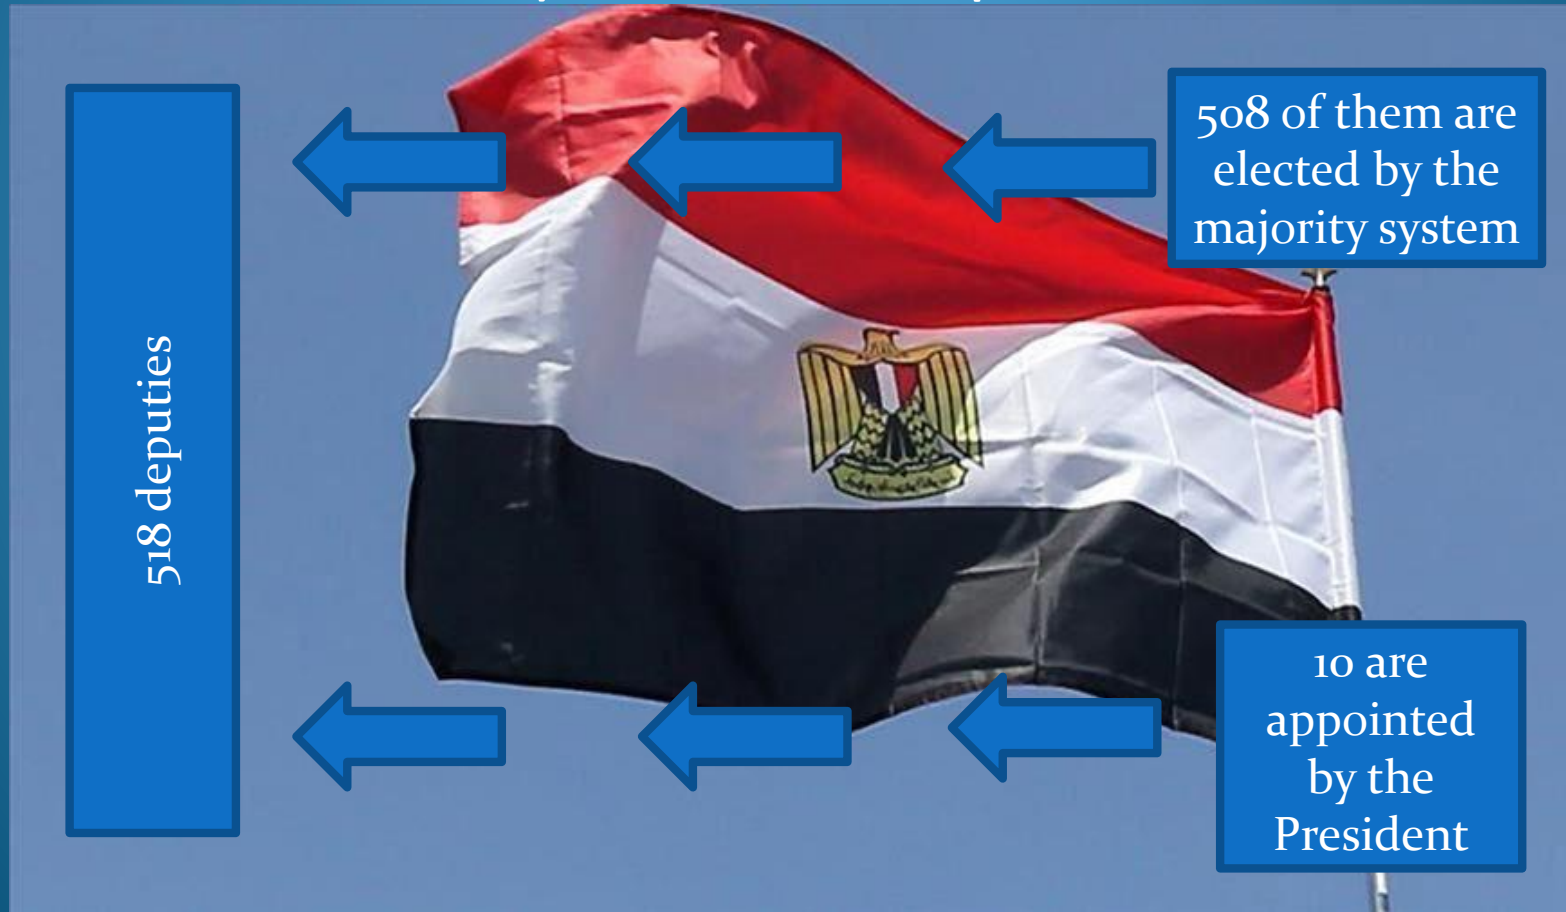 518 deputies
508 of them are
elected by the
majority system
10 are
appointed
by the
President